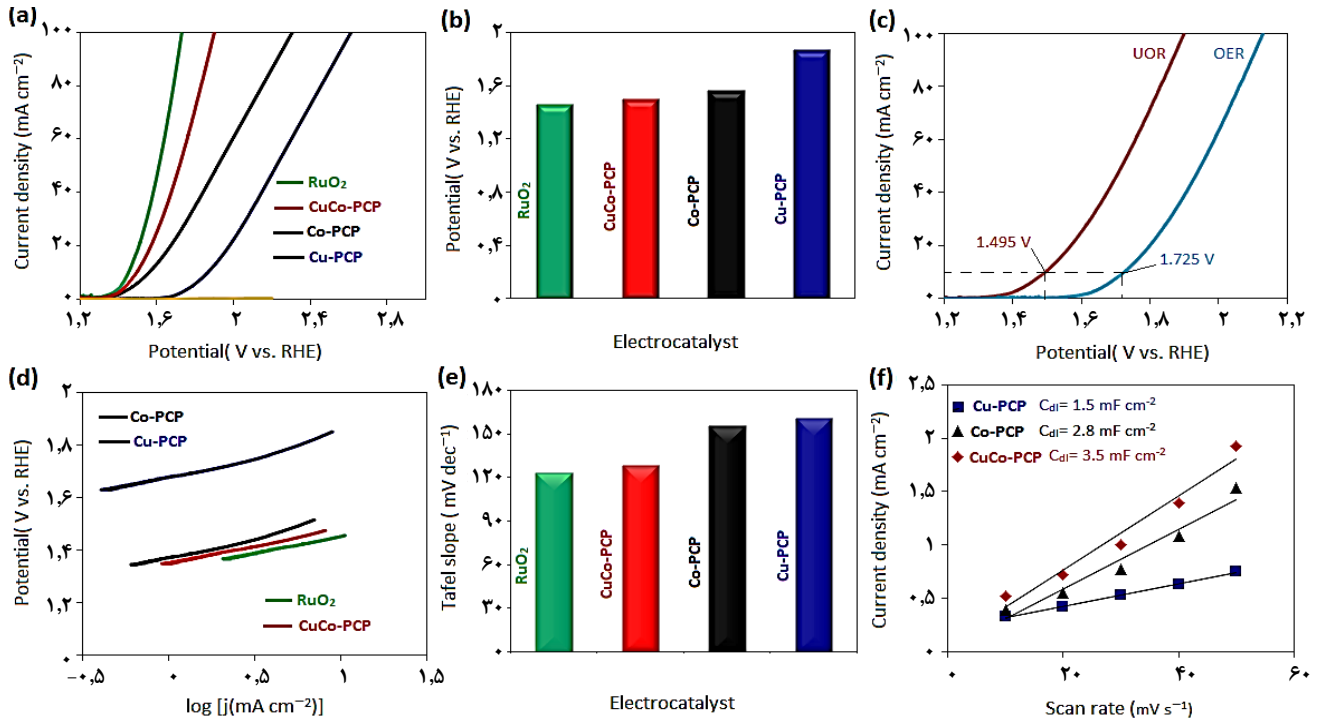 (a)
Current density (mA cm⁻²)
۱۰۰
۸۰
۶۰
۴۰
۲۰
۰
RuO₂
CuCo-PCP
Co-PCP
Cu-PCP
۱,۲ ۱,۶ ۲ ۲,۴ ۲,۸
Potential( V vs. RHE)
(b)
Potential( V vs. RHE)
۲
۱,۶
۱,۲
۰,۸
۰,۴
۰
RuO₂
CuCo-PCP
Co-PCP
Cu-PCP
Electrocatalyst
(c)
Current density (mA cm⁻²)
۱۰۰
۸۰
۶۰
۴۰
۲۰
۰
UOR OER
1.495 V
1.725 V
۱,۲ ۱,۴ ۱,۶ ۱,۸ ۲ ۲,۲
Potential( V vs. RHE)
(d)
Potential( V vs. RHE)
۲
۱,۸
۱,۶
۱,۴
۱,۲
۰
Co-PCP
Cu-PCP
RuO₂
CuCo-PCP
−۰,۵ ۰ ۰,۵ ۱ ۱,۵
log [j(mA cm⁻²)]
(e)
Tafel slope ( mV dec⁻¹)
۱۸۰
۱۵۰
۱۲۰
۹۰
۶۰
۳۰
۰
RuO₂
CuCo-PCP
Co-PCP
Cu-PCP
Electrocatalyst
(f)
Current density (mA cm⁻²)
۲,۵
۲
۱,۵
۱
۰,۵
۰
Cu-PCP Cdl= 1.5 mF cm⁻²
Co-PCP Cdl= 2.8 mF cm⁻²
CuCo-PCP Cdl= 3.5 mF cm⁻²
۰ ۲۰ ۴۰ ۶۰
Scan rate (mV s⁻¹)